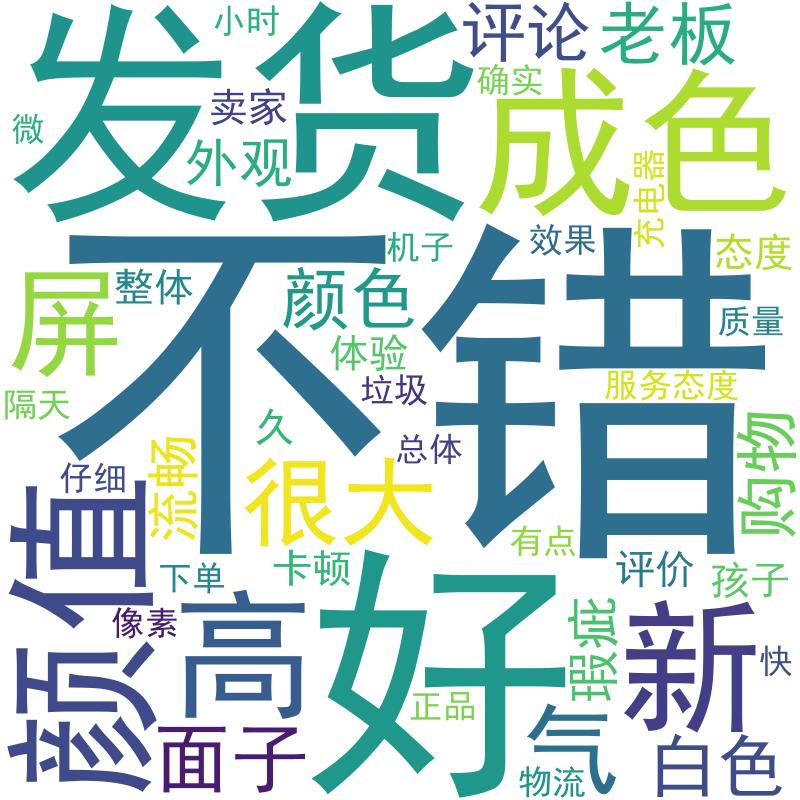 小时
发货
评论
老板
卖家
确实
微
外观
成色
充电器
不错
机子
效果
态度
屏
整体
颜色
质量
体验
垃圾
服务态度
隔天
久
购物
总体
流畅
仔细
很大
颜值
有点
卡顿
评价
下单
孩子
像素
高
好
瑕疵
新
快
正品
面子
气
白色
物流